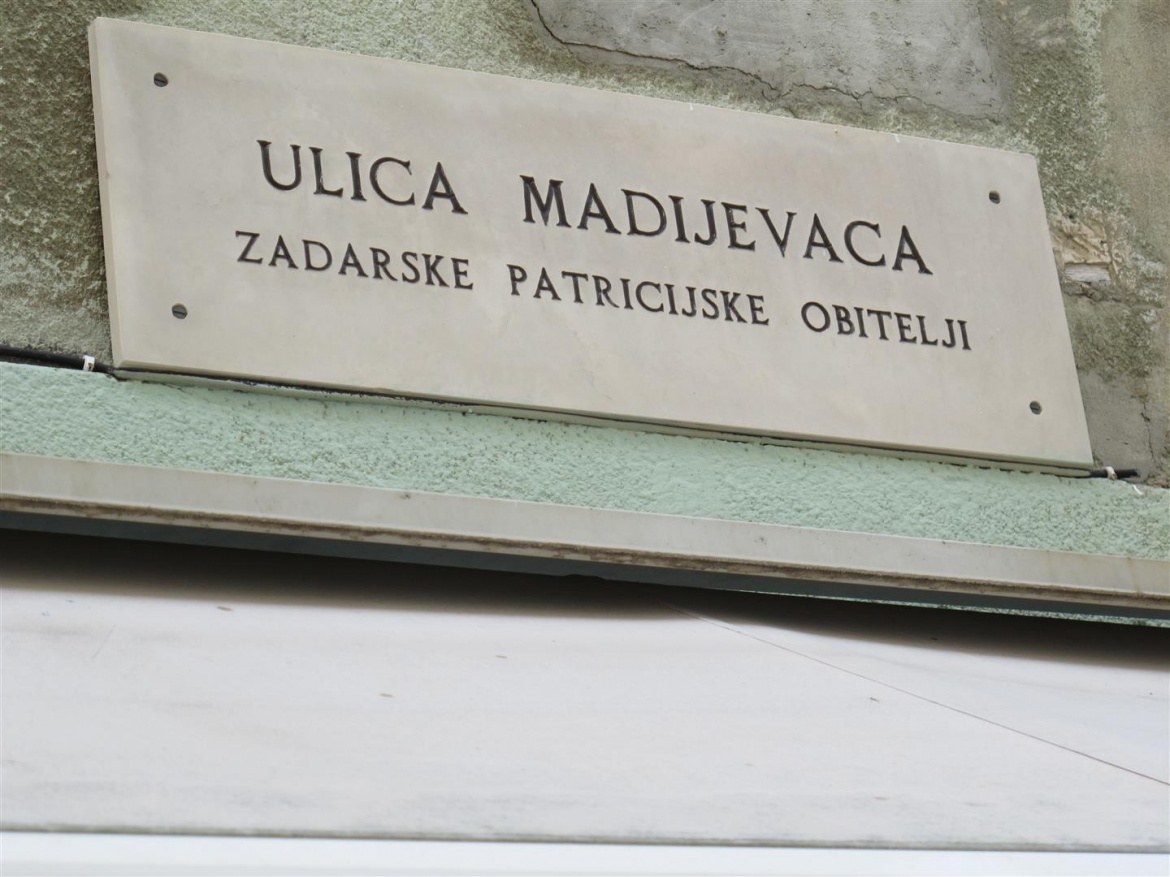 ULICA MADIJEVACA
ZADARSKE PATRICIJSKE OBITELJI